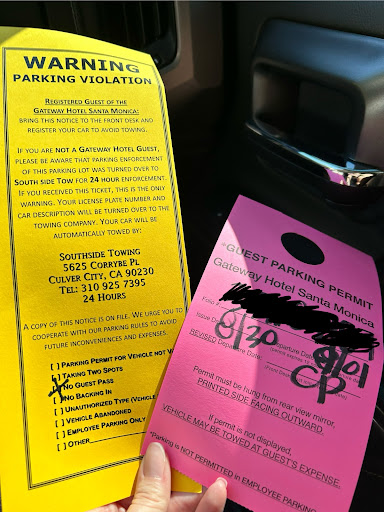 WARNING
PARKING VIOLATION
REGISTERED GUEST OF THE
GATEWAY HOTEL SANTA MONICA:
BRING THIS NOTICE TO THE FRONT DESK AND
REGISTER YOUR CAR TO AVOID TOWING.
IF YOU ARE NOT A GATEWAY HOTEL GUEST,
PLEASE BE AWARE THAT PARKING ENFORCEMENT
OF THIS PARKING LOT WAS TURNED OVER TO
SOUTH SIDE TOW FOR 24 HOUR ENFORCEMENT.
IF YOU RECEIVED THIS TICKET, THIS IS THE ONLY
WARNING. YOUR LICENSE PLATE NUMBER AND
CAR DESCRIPTION WILL BE TURNED OVER TO THE
TOWING COMPANY. YOUR CAR WILL BE
AUTOMATICALLY TOWED BY:
SOUTHSIDE TOWING
5625 CORRYBE PL
CULVER CITY, CA 90230
TEL: 310 925 7395
24 HOURS
A COPY OF THIS NOTICE IS ON FILE. WE URGE YOU TO
COOPERATE WITH OUR PARKING RULES TO AVOID
FUTURE INCONVENIENCES AND EXPENSES.
[ ] PARKING PERMIT FOR VEHICLE NOT
[ ] TAKING TWO SPOTS
NO GUEST PASS
NO BACKING IN
[ ] UNAUTHORIZED TYPE (VEHICLE
[ ] VEHICLE ABANDONED
[ ] EMPLOYEE PARKING ONLY
[ ] OTHER
GUEST PARKING PERMIT
Gateway Hotel Santa Monica
Folio
Issue
8/30
9/01
REVISED Departure Date:
CP
Permit must be hung from rear view mirror,
PRINTED SIDE FACING OUTWARD.
If permit is not displayed,
VEHICLE MAY BE TOWED AT GUEST'S EXPENSE.
*Parking is NOT PERMITTED in EMPLOYEE PARKING